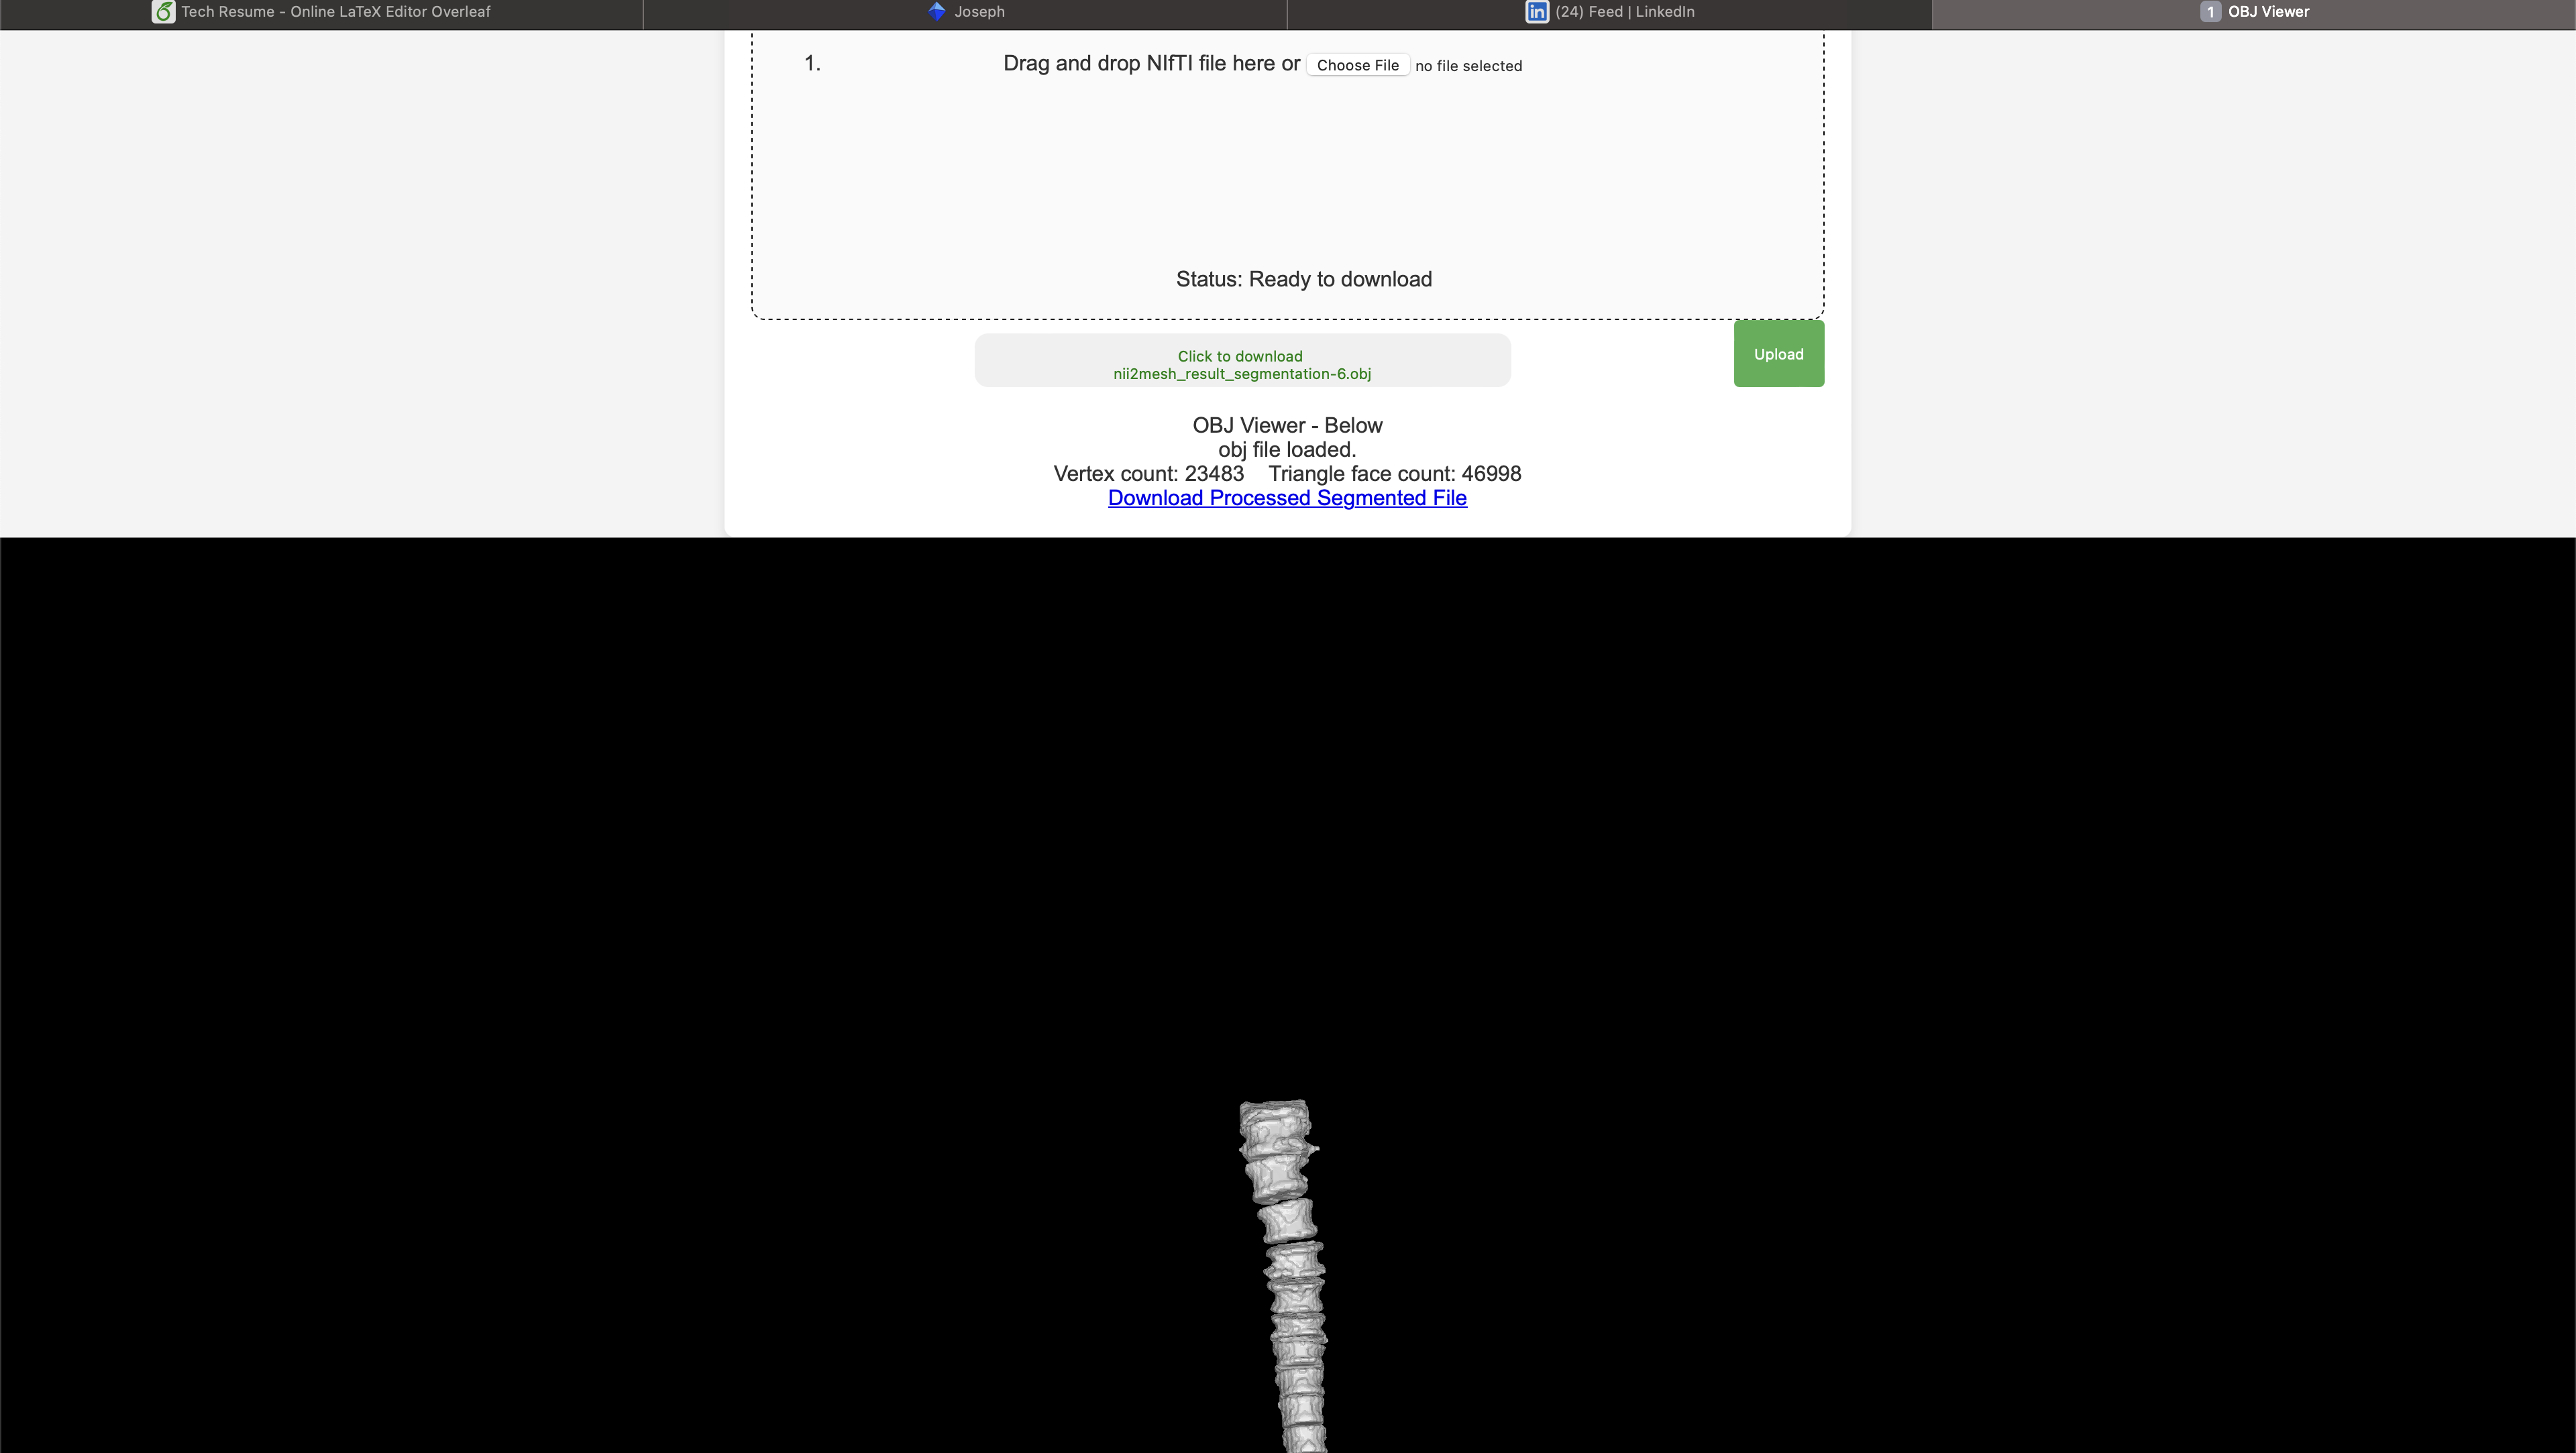 Tech Resume - Online LaTeX Editor Overleaf
Joseph
in (24) Feed | LinkedIn
1 OBJ Viewer
1. Drag and drop NIfTI file here or Choose File no file selected
Status: Ready to download
Click to download
nii2mesh_result_segmentation-6.obj
Upload
OBJ Viewer - Below
obj file loaded.
Vertex count: 23483 Triangle face count: 46998
Download Processed Segmented File